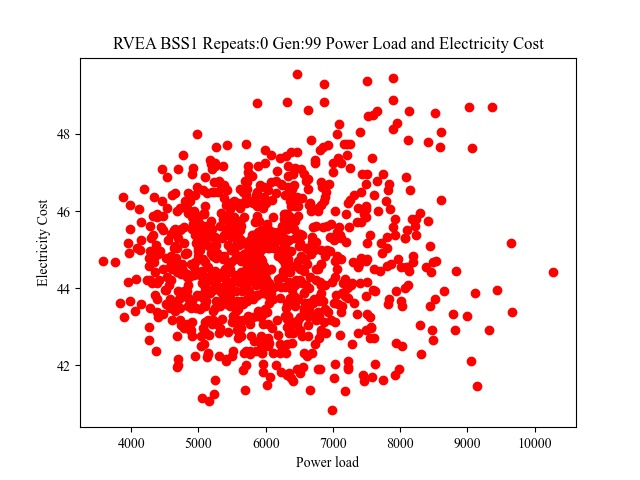 RVEA BSS1 Repeats:0 Gen:99 Power Load and Electricity Cost
48
46
44
42
Electricity Cost
4000 5000 6000 7000 8000 9000 10000
Power load